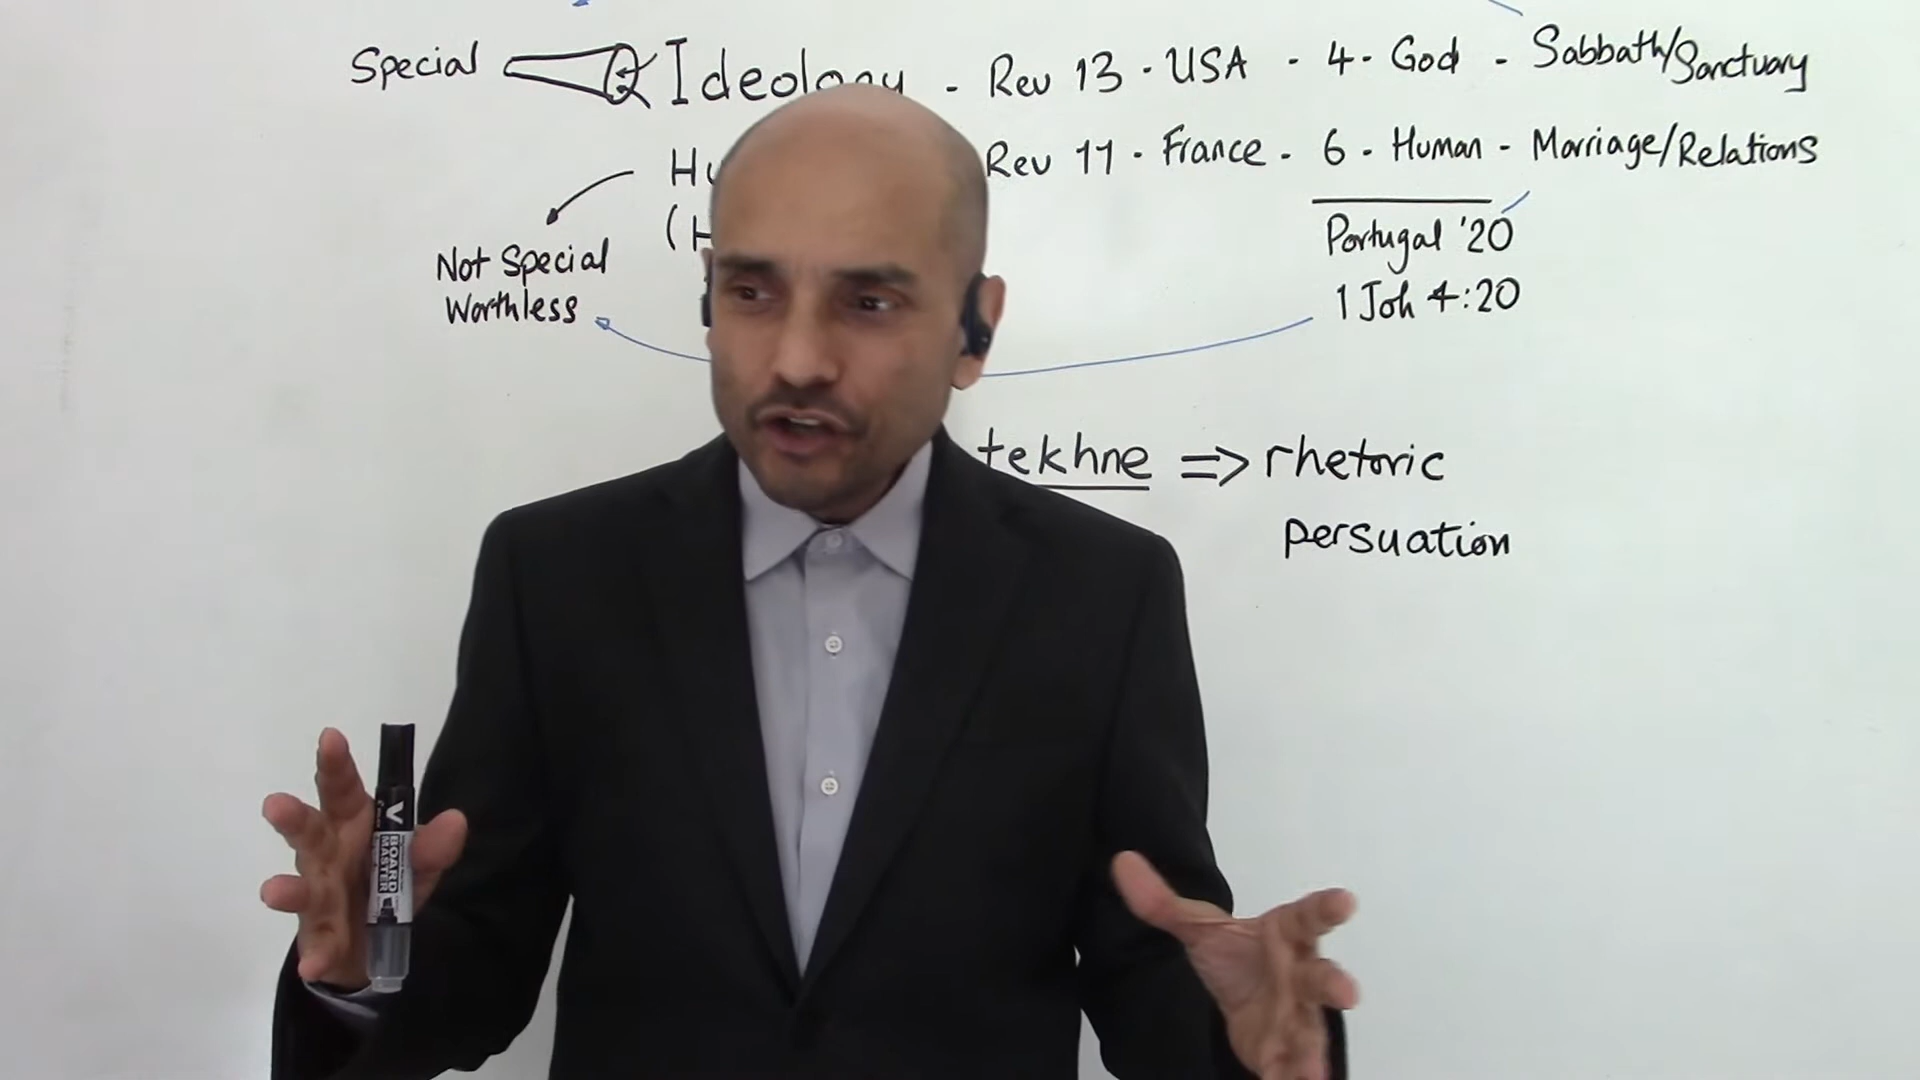 Special Ideology - Rev 13 · USA - 4 - God - Sabbath/Sanctuary
Rev 11 · France - 6 - Human - Marriage/Relations
Portugal '20
Not Special
Worthless
1 Joh 4:20
tekhne => rhetoric
persuation
V
BOARD
MASTER